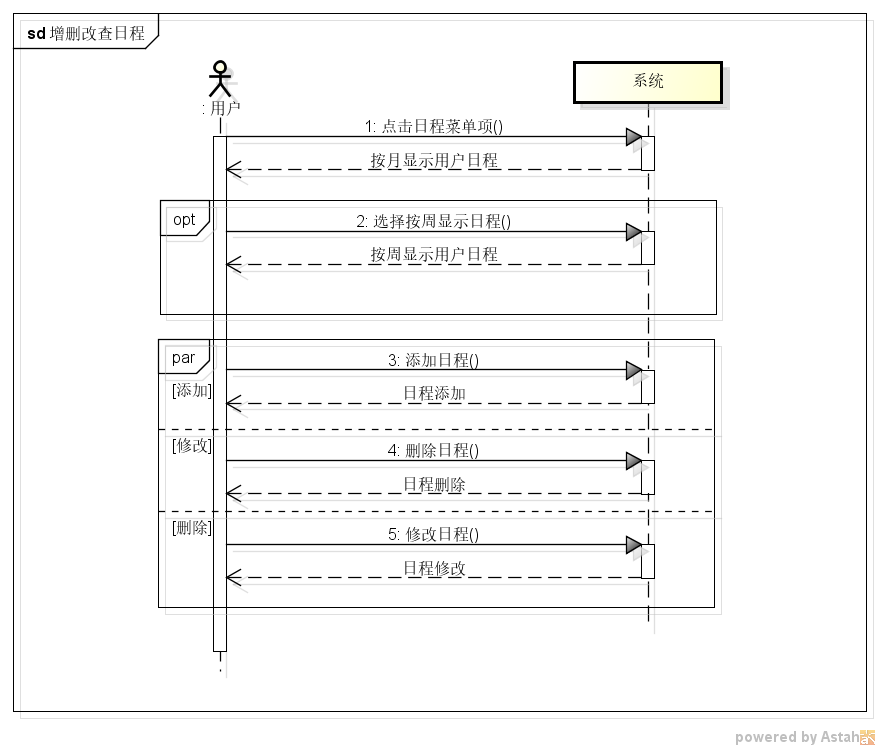 sd 增删改查日程
: 用户
系统
1: 点击日程菜单项()
按月显示用户日程
opt
2: 选择按周显示日程()
按周显示用户日程
par
3: 添加日程()
[添加]
日程添加
[修改]
4: 删除日程()
日程删除
[删除]
5: 修改日程()
日程修改
powered by Astah